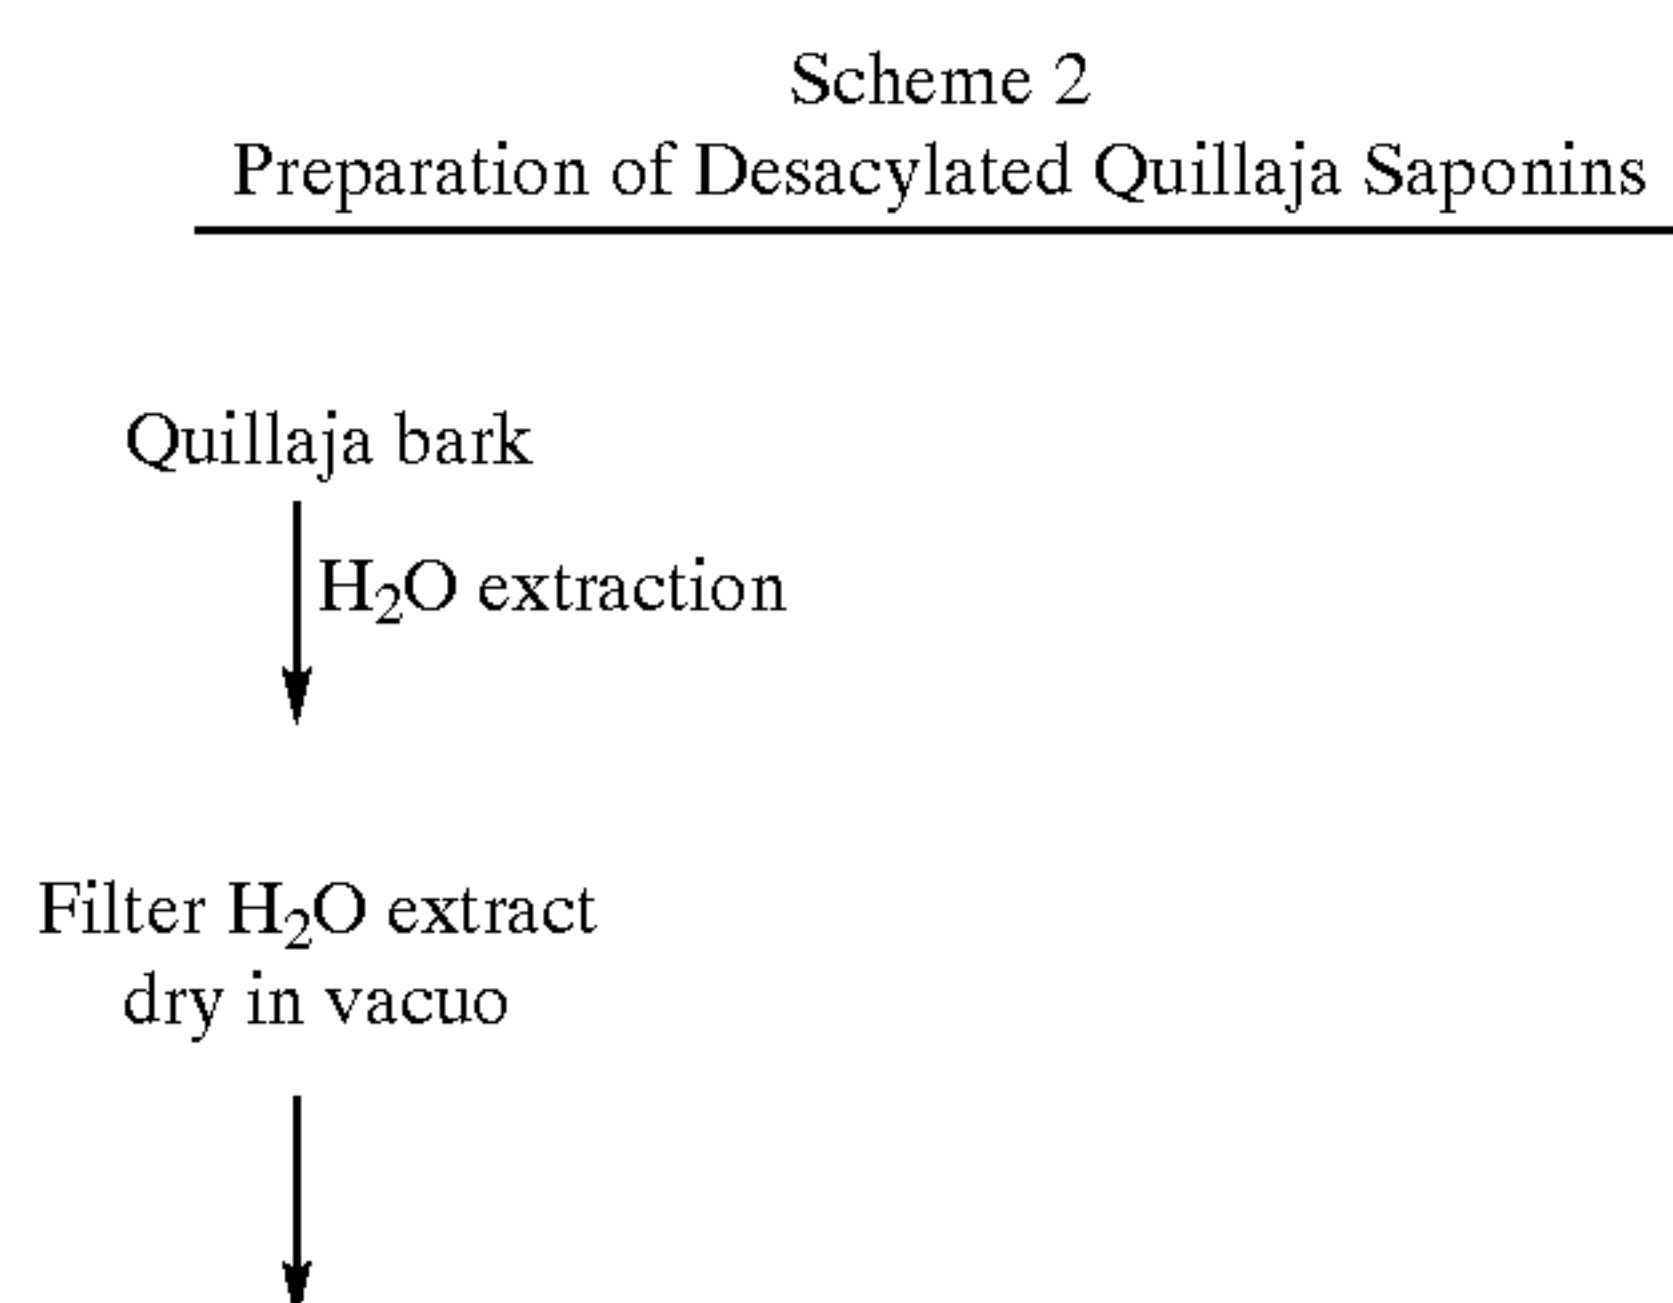 Scheme 2
Preparation of Desacylated Quillaja Saponins
Quillaja bark
H₂O extraction
Filter H₂O extract
dry in vacuo